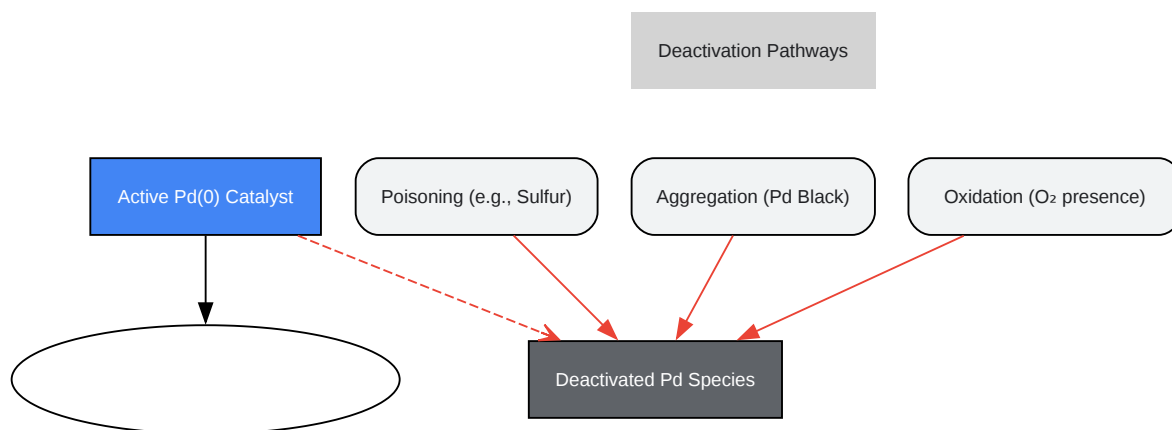 Deactivation Pathways
Active Pd(0) Catalyst
Poisoning (e.g., Sulfur)
Aggregation (Pd Black)
Oxidation (O₂ presence)
Deactivated Pd Species